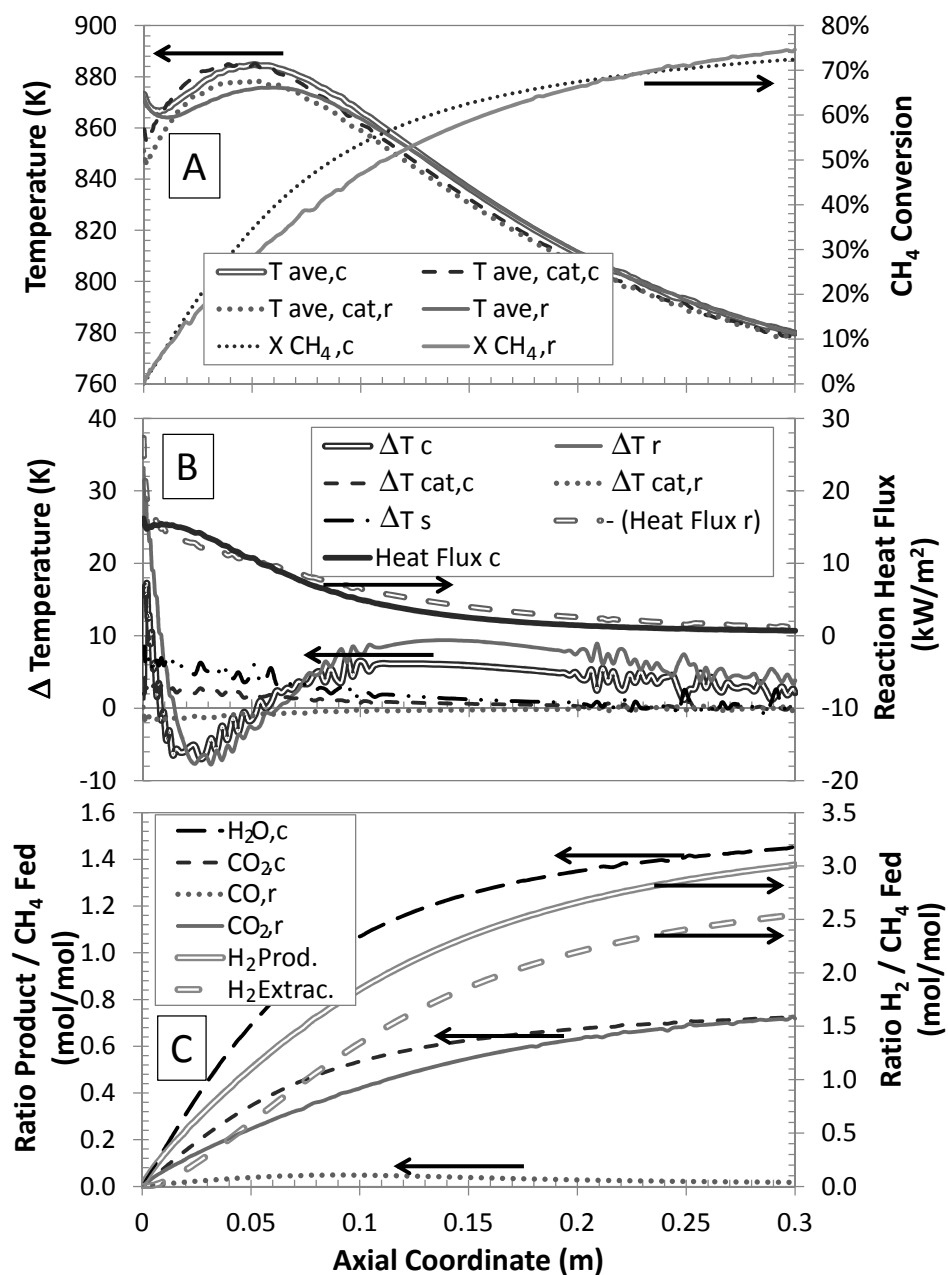 900
880
860
840
820
800
780
760
Temperature (K)
80%
70%
60%
50%
40%
30%
20%
10%
0%
CH4 Conversion
A
T ave,c
T ave, cat,c
T ave, cat,r
T ave,r
X CH4,c
X CH4,r
40
30
20
10
0
-10
Δ Temperature (K)
30
20
10
0
-10
-20
Reaction Heat Flux
(kW/m2)
B
ΔT c
ΔT r
ΔT cat,c
ΔT cat,r
ΔT s
- (Heat Flux r)
Heat Flux c
1.6
1.4
1.2
1.0
0.8
0.6
0.4
0.2
0.0
Ratio Product / CH4 Fed
(mol/mol)
3.5
3.0
2.5
2.0
1.5
1.0
0.5
0.0
Ratio H2 / CH4 Fed
(mol/mol)
H2O,c
CO2,c
CO,r
CO2,r
H2Prod.
H2Extrac.
C
0
0.05
0.1
0.15
0.2
0.25
0.3
Axial Coordinate (m)